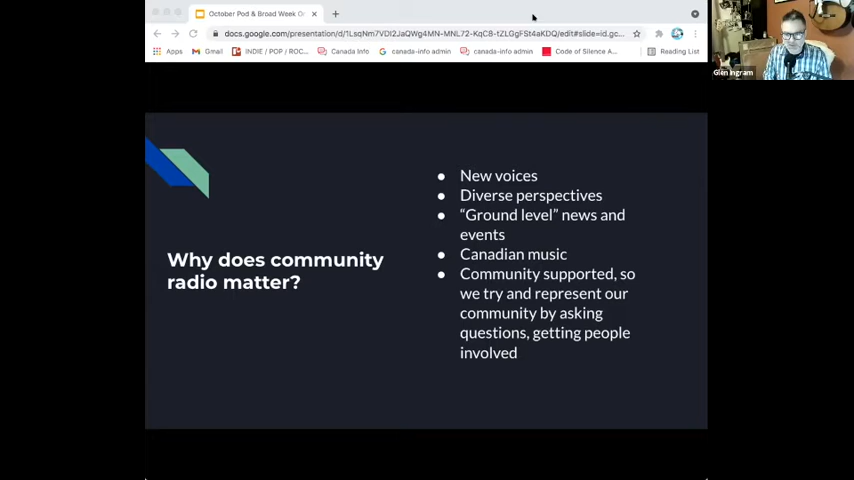 October Pod & Broad Week Or
docs.google.com/presentation/d/1LsqNm7VDI2JaQWg4MN-MNL72-KqC8-tZLGgFSt4aKDQ/edit#slide=id.gc...
Apps
Gmail
INDIE / POP / ROC...
Canada Info
canada-info admin
canada-info admin
Code of Silence A...
Reading List
Glen Ingram
Why does community
radio matter?
● New voices
● Diverse perspectives
● “Ground level” news and
events
● Canadian music
● Community supported, so
we try and represent our
community by asking
questions, getting people
involved